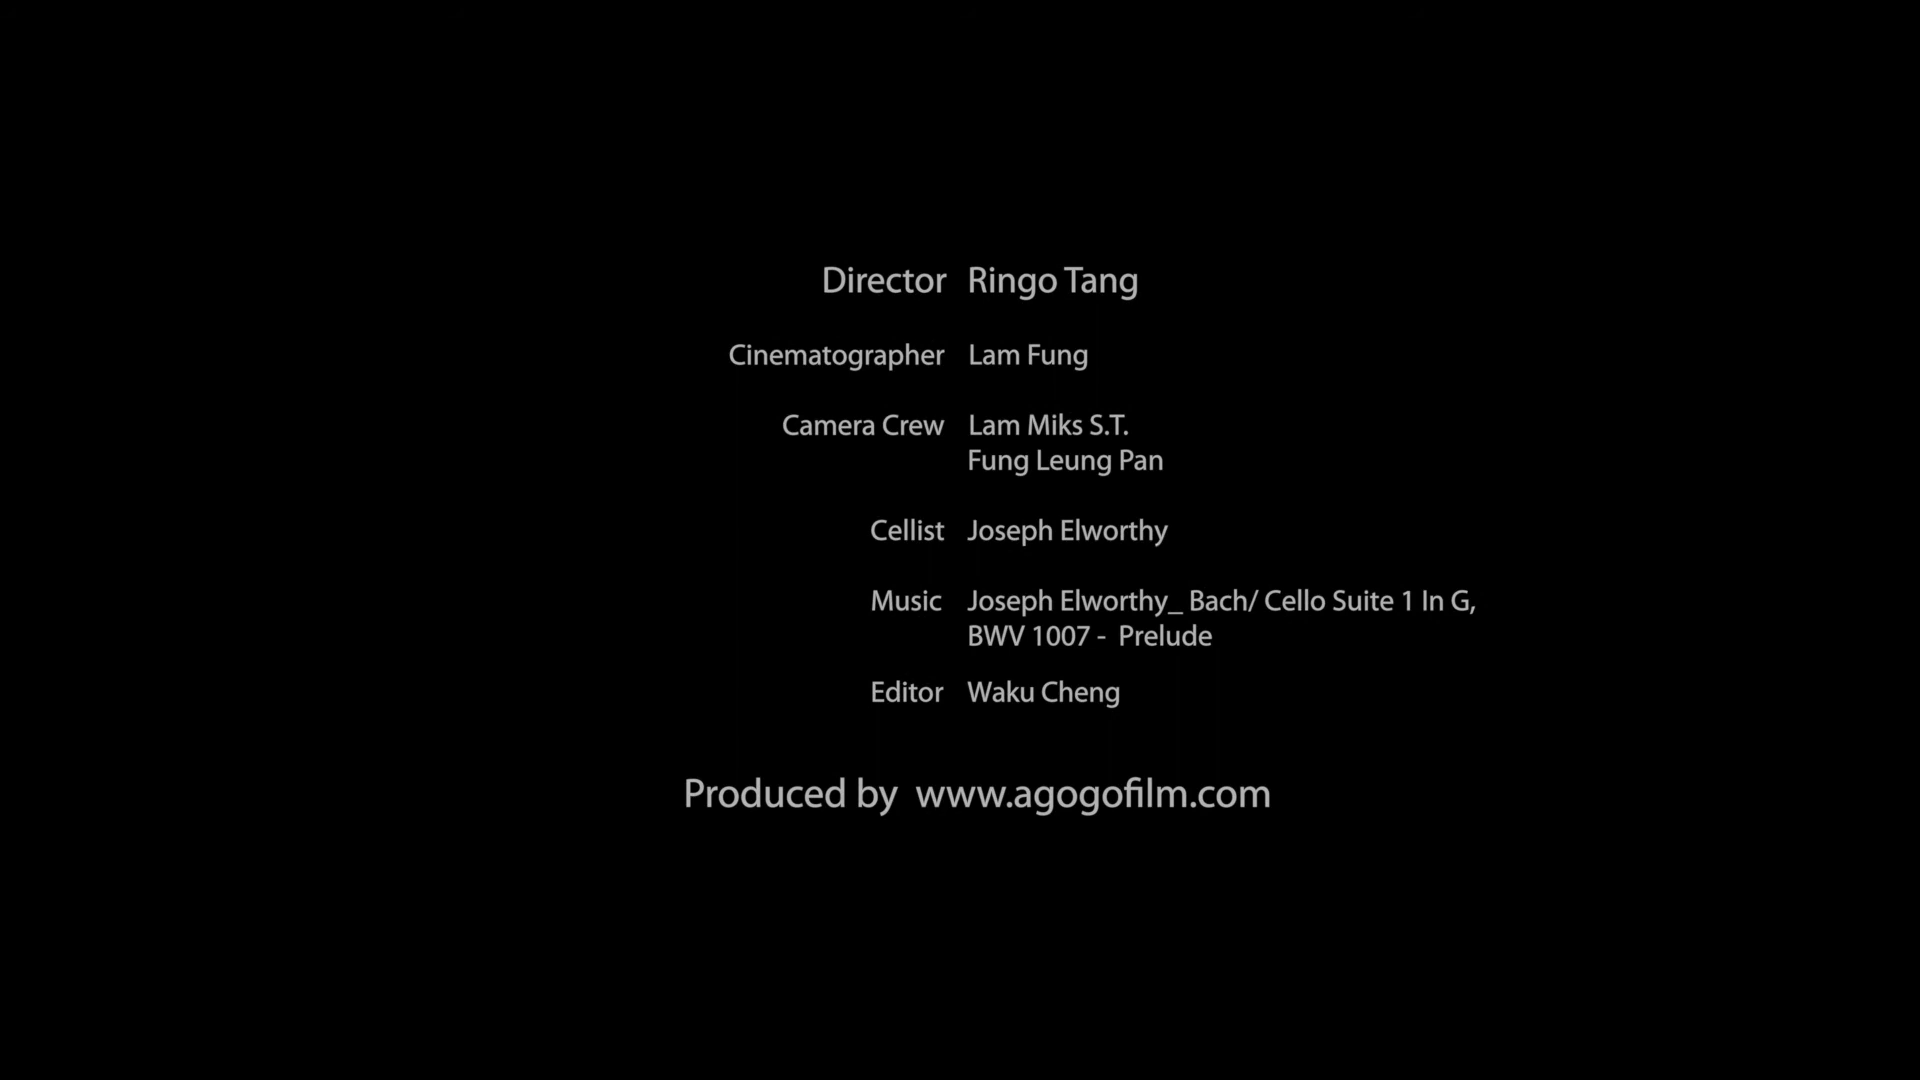 Director Ringo Tang
Cinematographer Lam Fung
Camera Crew Lam Miks S.T.
Fung Leung Pan
Cellist Joseph Elworthy
Music Joseph Elworthy_ Bach/ Cello Suite 1 In G,
BWV 1007 - Prelude
Editor Waku Cheng
Produced by www.agogofilm.com